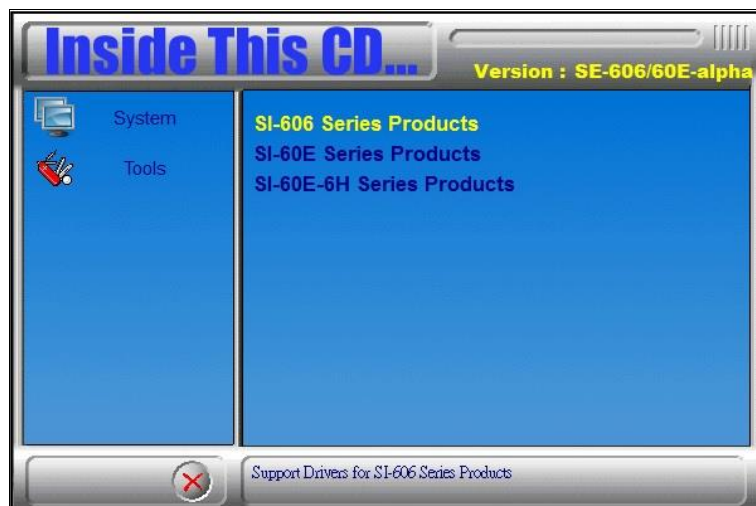 Inside This CD...
Version : SE-606/60E-alpha
System
Tools
SI-606 Series Products
SI-60E Series Products
SI-60E-6H Series Products
Support Drivers for SI-606 Series Products